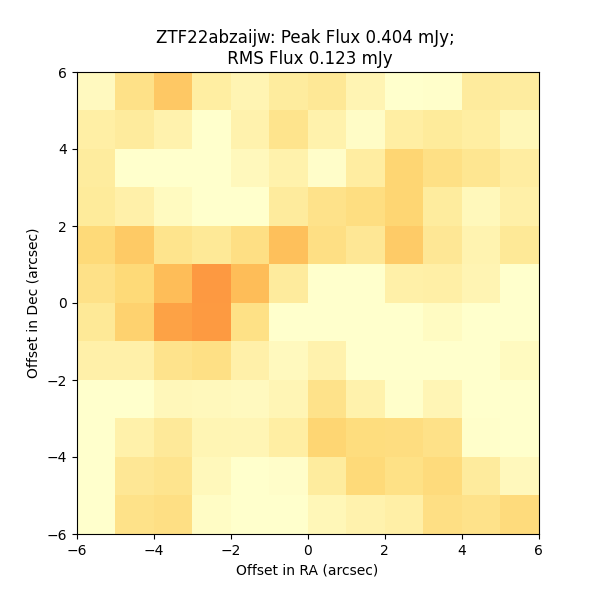 ZTF22abzaijw: Peak Flux 0.404 mJy;
RMS Flux 0.123 mJy
6
4
2
0
−2
−4
−6
Offset in Dec (arcsec)
−6 −4 −2 0 2 4 6
Offset in RA (arcsec)